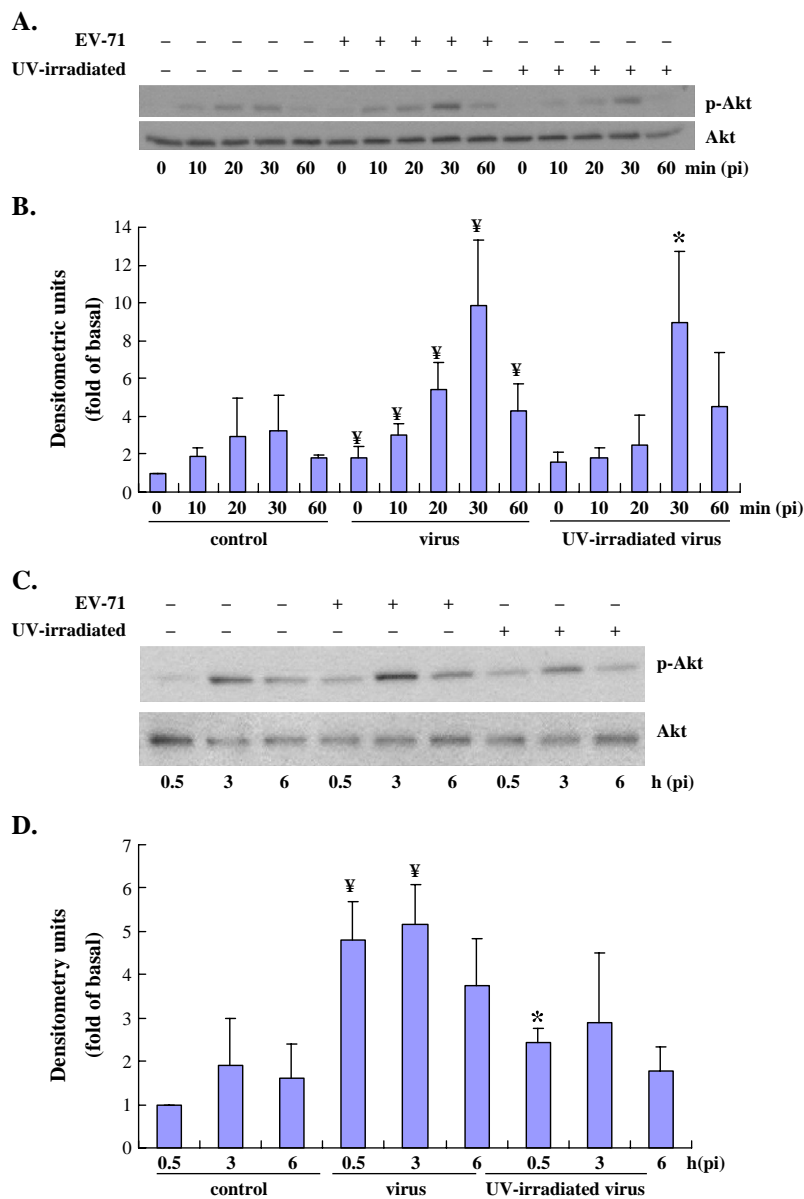 A.
EV-71 – – – – – + + + + + – – – – –
UV-irradiated – – – – – – – – – – + + + + +
p-Akt
Akt
0 10 20 30 60 0 10 20 30 60 0 10 20 30 60 min (pi)
B.
Densitometric units
(fold of basal)
14
12
10
8
6
4
2
0
¥ ¥ ¥ ¥ ¥ *
0 10 20 30 60 0 10 20 30 60 0 10 20 30 60 min (pi)
control virus UV-irradiated virus
C.
EV-71 – – – + + + – – –
UV-irradiated – – – – – – + + +
p-Akt
Akt
0.5 3 6 0.5 3 6 0.5 3 6 h (pi)
D.
Densitometry units
(fold of basal)
7
6
5
4
3
2
1
0
¥ ¥ *
0.5 3 6 0.5 3 6 0.5 3 6 h(pi)
control virus UV-irradiated virus